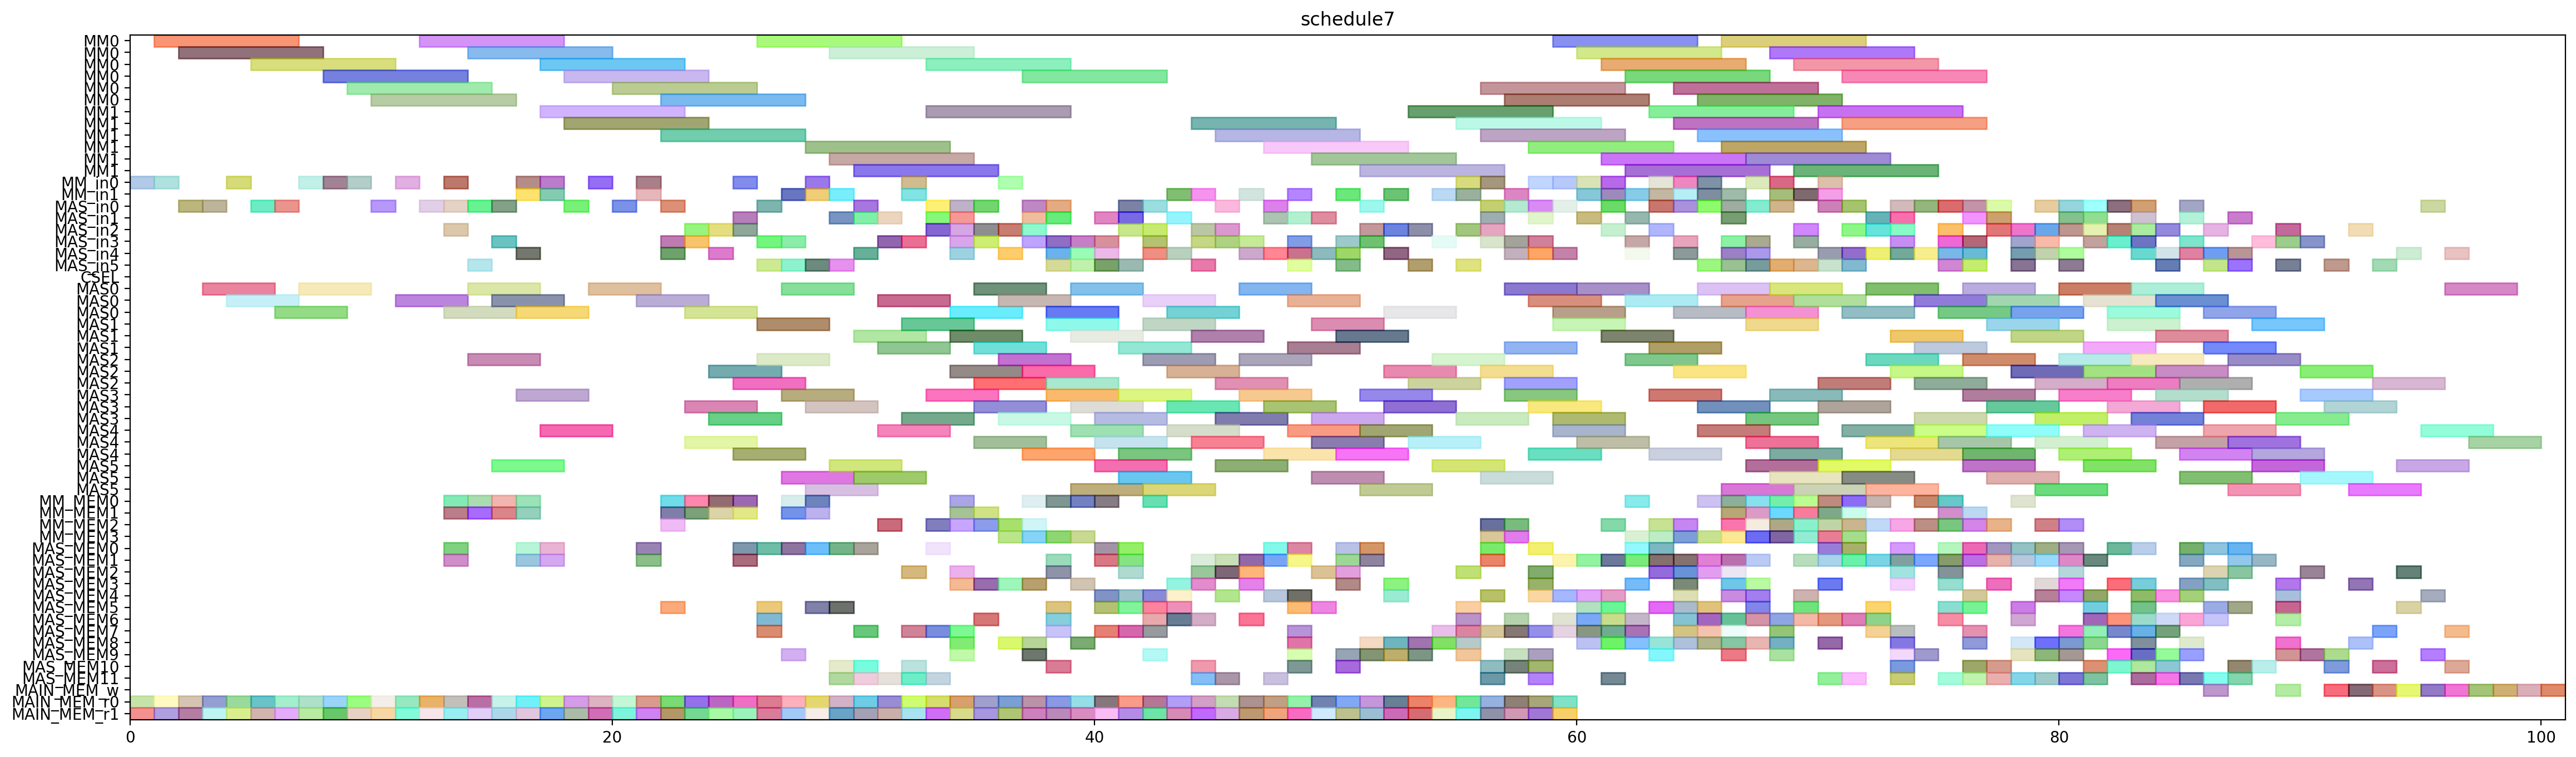 schedule7
MM0
MM0
MM0
MM0
MM0
MM0
MM1
MM1
MM1
MM1
MM1
MM1
MM_in0
MM_in1
MAS_in0
MAS_in1
MAS_in2
MAS_in3
MAS_in4
MAS_in5
CSEL
MAS0
MAS0
MAS0
MAS1
MAS1
MAS1
MAS2
MAS2
MAS2
MAS3
MAS3
MAS3
MAS4
MAS4
MAS4
MAS5
MAS5
MAS5
MM_MEM0
MM_MEM1
MM_MEM2
MM_MEM3
MAS_MEM0
MAS_MEM1
MAS_MEM2
MAS_MEM3
MAS_MEM4
MAS_MEM5
MAS_MEM6
MAS_MEM7
MAS_MEM8
MAS_MEM9
MAS_MEM10
MAS_MEM11
MAIN_MEM_w
MAIN_MEM_r0
MAIN_MEM_r1
0 20 40 60 80 100